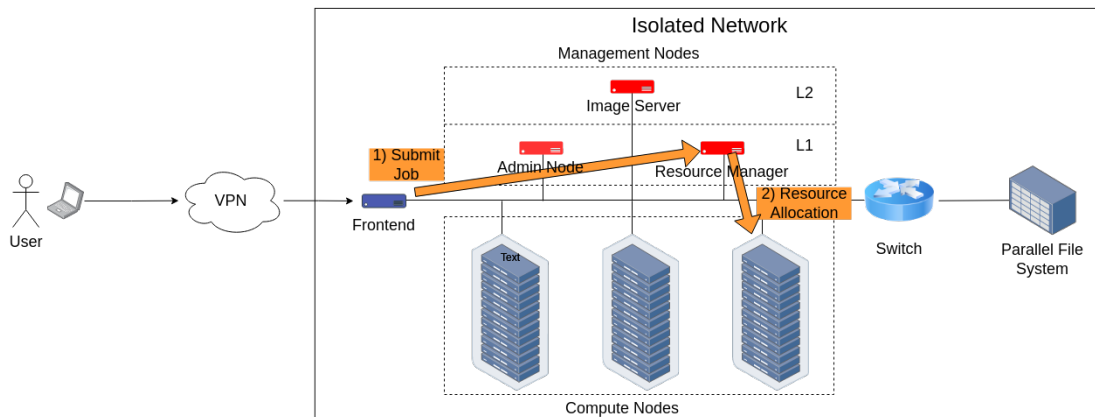 Isolated Network
Management Nodes
L2
Image Server
1) Submit
Job
Admin Node
Resource Manager
L1
User
VPN
Frontend
2) Resource
Allocation
Switch
Parallel File
System
Text
Compute Nodes